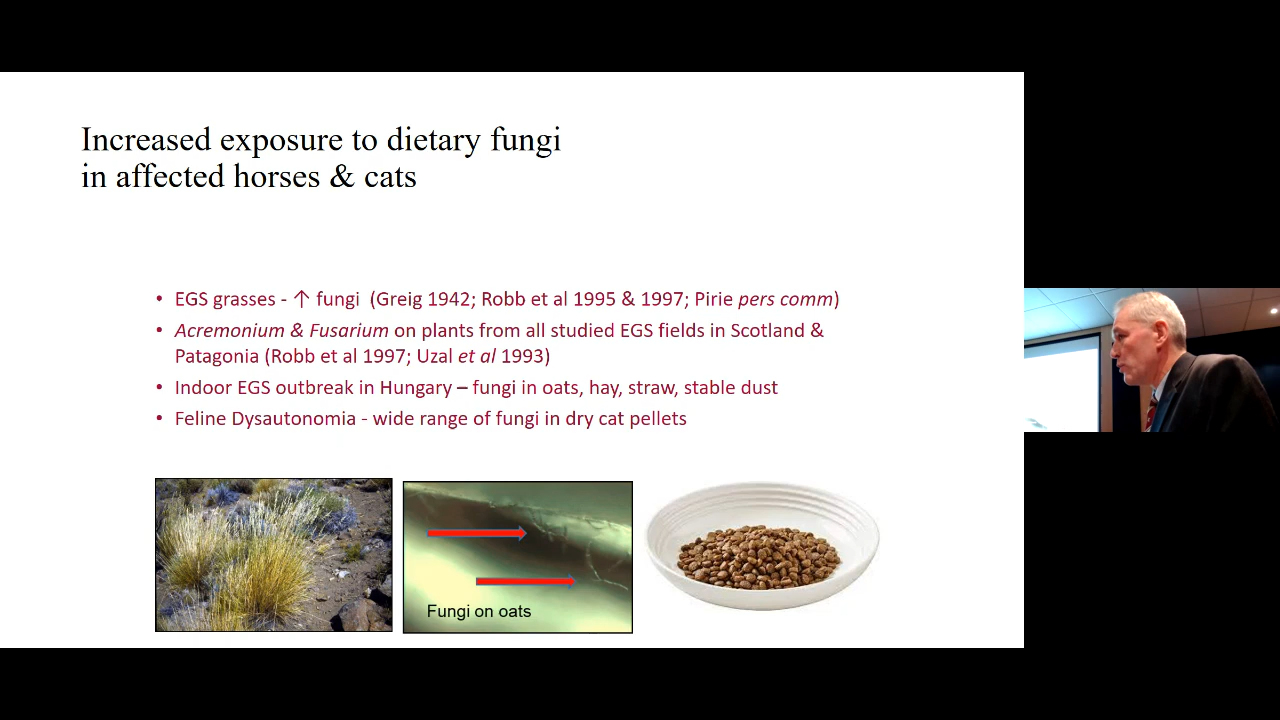 Increased exposure to dietary fungi
in affected horses & cats
• EGS grasses - ↑ fungi (Greig 1942; Robb et al 1995 & 1997; Pirie pers comm)
• Acremonium & Fusarium on plants from all studied EGS fields in Scotland &
Patagonia (Robb et al 1997; Uzal et al 1993)
• Indoor EGS outbreak in Hungary – fungi in oats, hay, straw, stable dust
• Feline Dysautonomia - wide range of fungi in dry cat pellets
Fungi on oats